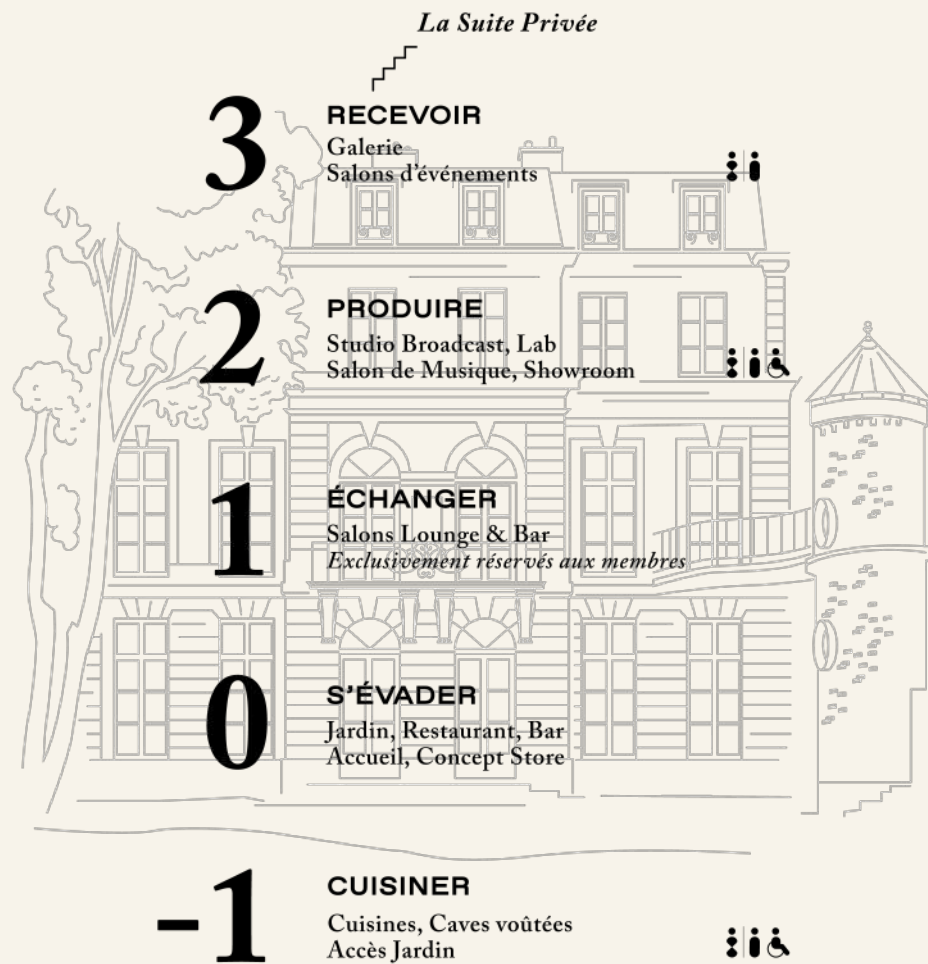 La Suite Privée
3
RECEVOIR
Galerie
Salons d'événements
2
PRODUIRE
Studio Broadcast, Lab
Salon de Musique, Showroom
1
ÉCHANGER
Salons Lounge & Bar
Exclusivement réservés aux membres
0
S'ÉVADER
Jardin, Restaurant, Bar
Accueil, Concept Store
-1
CUISINER
Cuisines, Caves voûtées
Accès Jardin